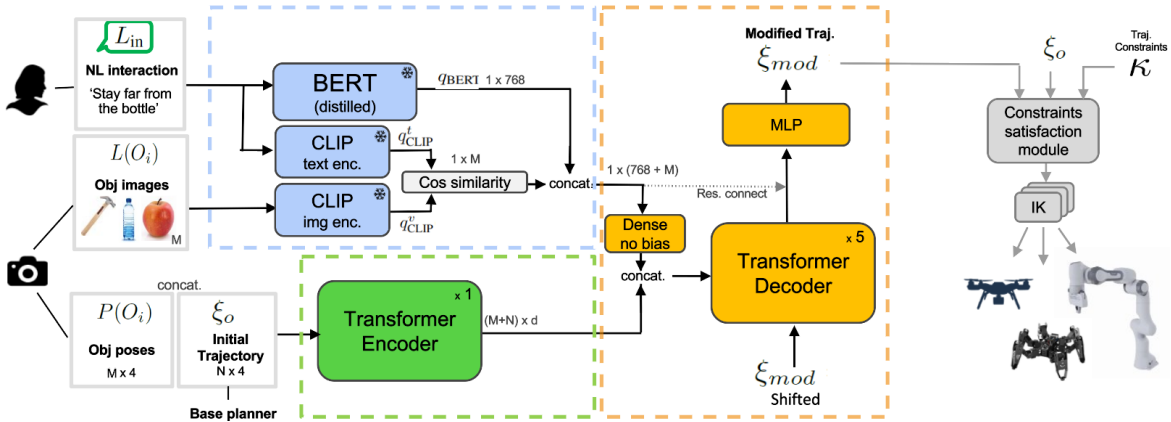 L_in
NL interaction
‘Stay far from
the bottle’
L(O_i)
Obj images
M
concat.
P(O_i)
Obj poses
M x 4
ξ_o
Initial
Trajectory
N x 4
Base planner
BERT
(distilled)
q_BERT 1 x 768
CLIP
text enc.
q^t_CLIP
1 x M
Cos similarity
CLIP
img enc.
q^v_CLIP
concat.
Transformer
Encoder
x 1
(M+N) x d
1 x (768 + M)
Res. connect
Dense
no bias
concat.
Modified Traj.
ξ_mod
MLP
x 5
Transformer
Decoder
ξ_mod
Shifted
ξ_o
Traj.
Constraints
κ
Constraints
satisfaction
module
IK